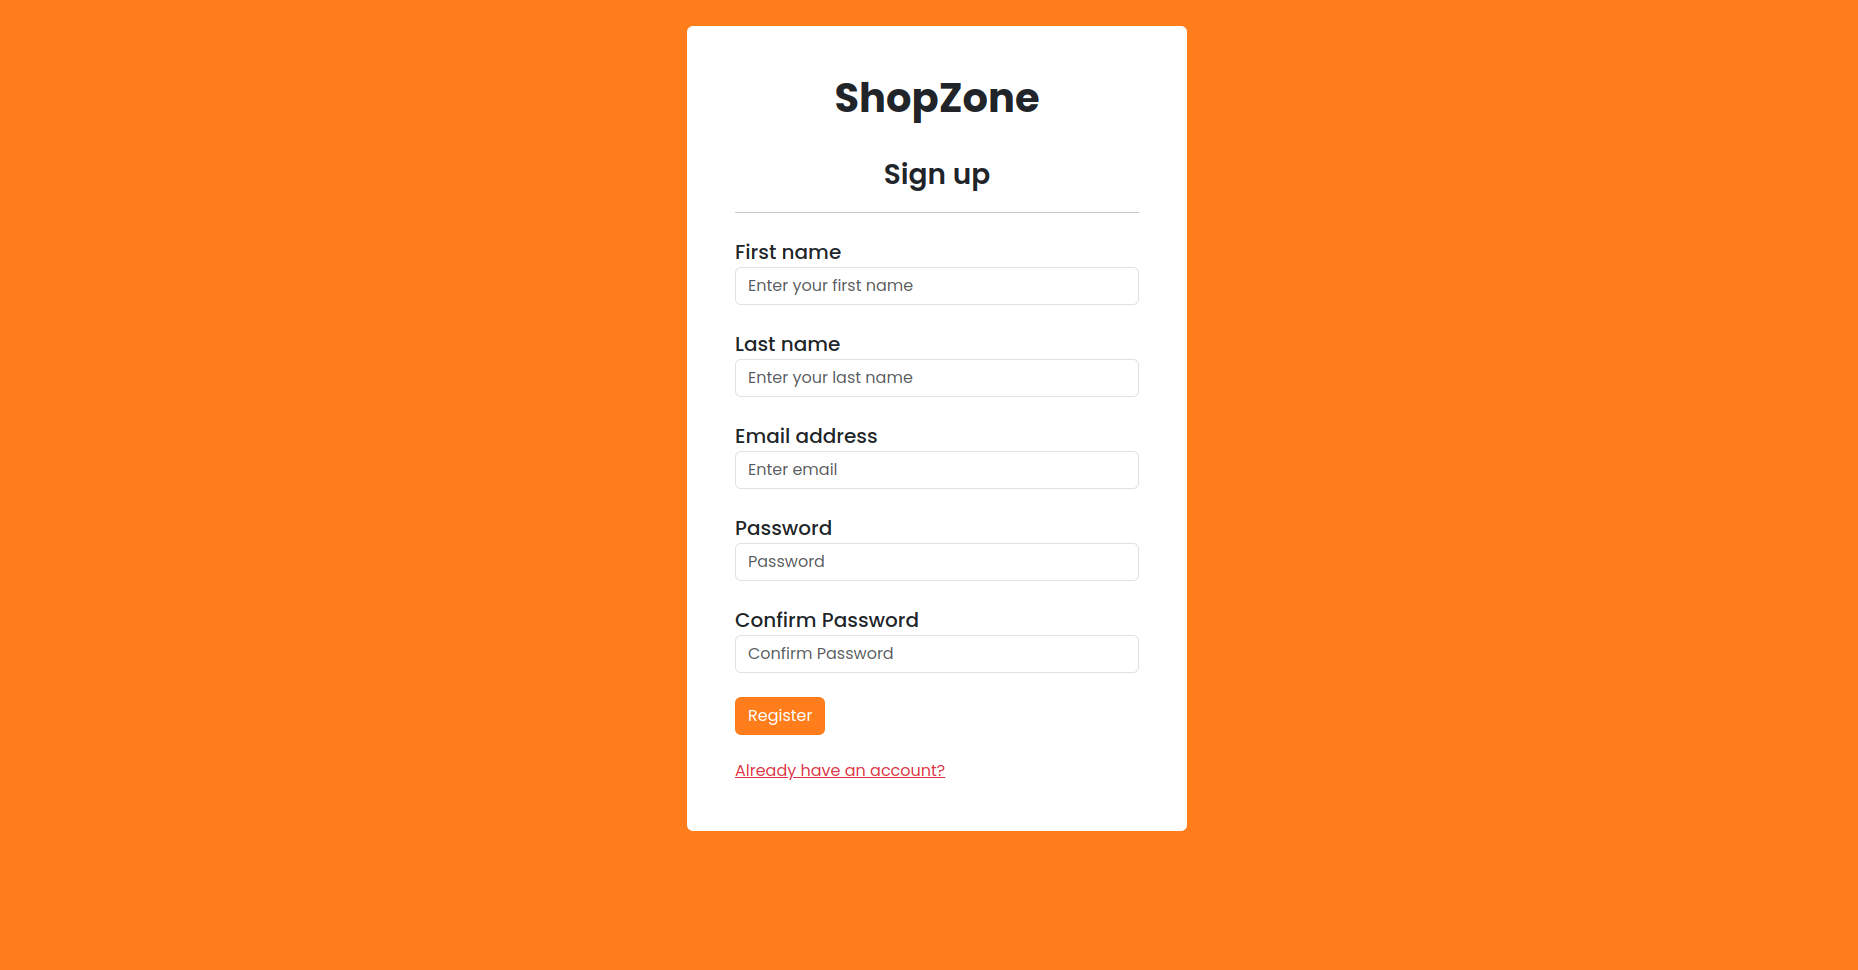 ShopZone
Sign up
First name
Enter your first name
Last name
Enter your last name
Email address
Enter email
Password
Password
Confirm Password
Confirm Password
Register
Already have an account?